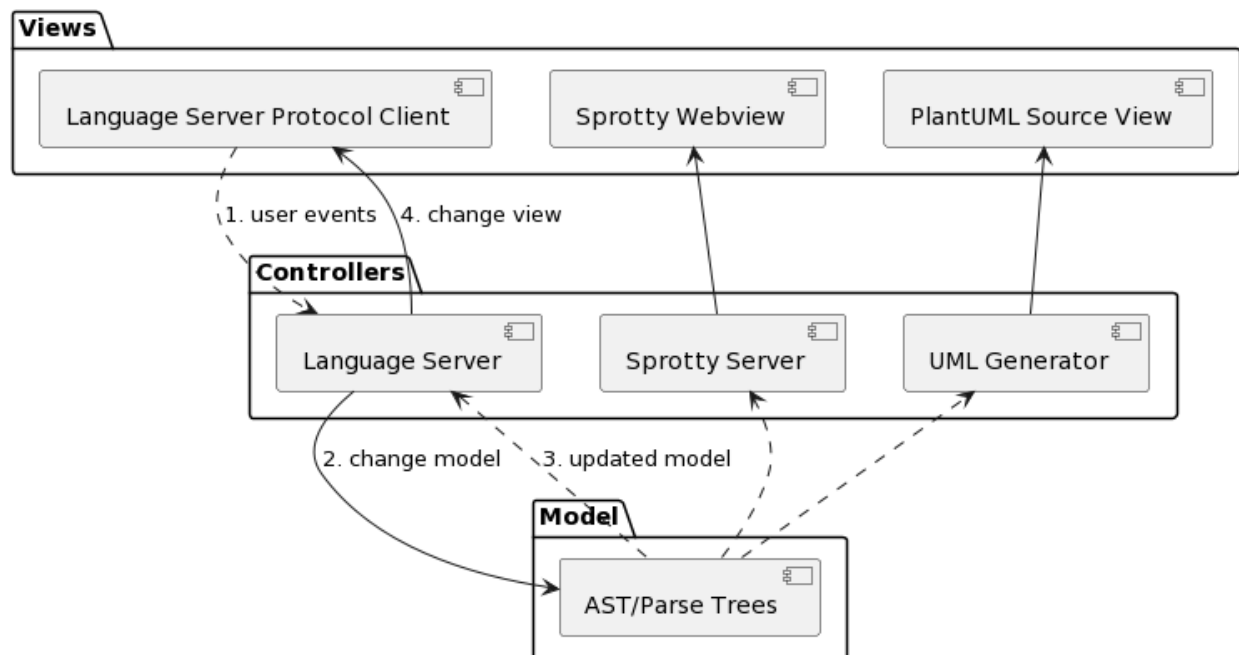 Views
Language Server Protocol Client
Sprotty Webview
PlantUML Source View
1. user events
4. change view
Controllers
Language Server
Sprotty Server
UML Generator
2. change model
3. updated model
Model
AST/Parse Trees